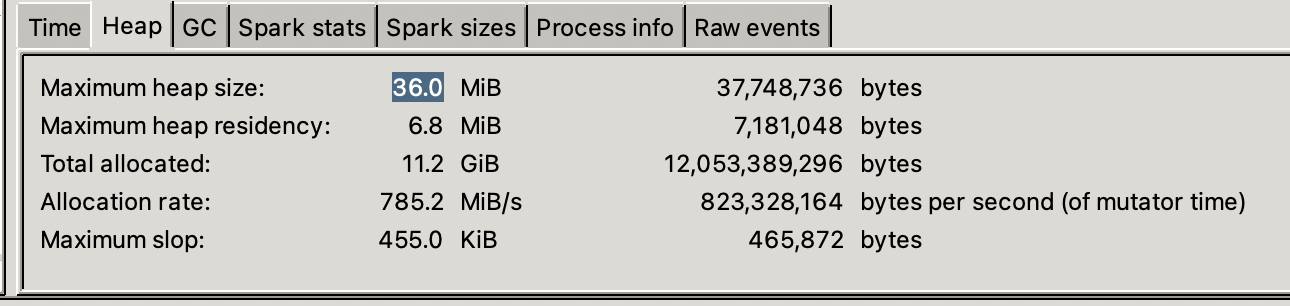 Time Heap GC Spark stats Spark sizes Process info Raw events
Maximum heap size: 36.0 MiB 37,748,736 bytes
Maximum heap residency: 6.8 MiB 7,181,048 bytes
Total allocated: 11.2 GiB 12,053,389,296 bytes
Allocation rate: 785.2 MiB/s 823,328,164 bytes per second (of mutator time)
Maximum slop: 455.0 KiB 465,872 bytes